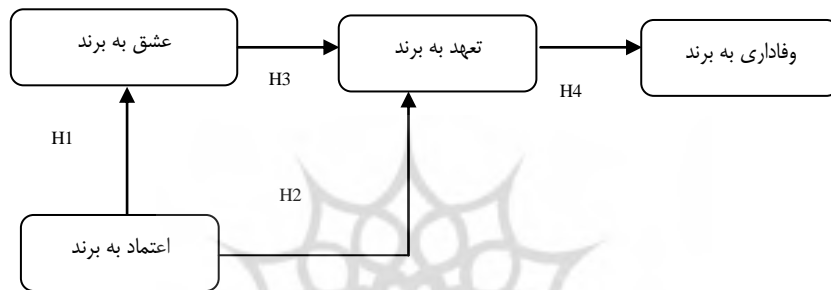 عشق به برند
تعهد به برند
وفاداری به برند
H3
H4
H1
H2
اعتماد به برند